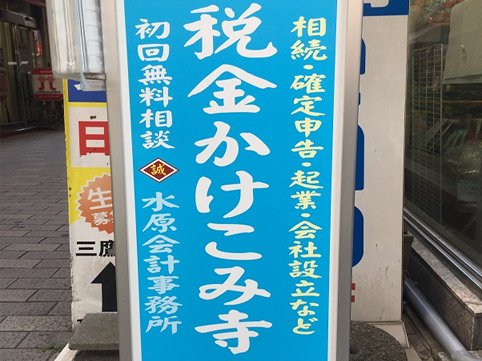 相続・確定申告・起業・会社設立など
税金かけこみ寺
初回無料相談
誠
水原会計事務所
日
生
募
三鷹